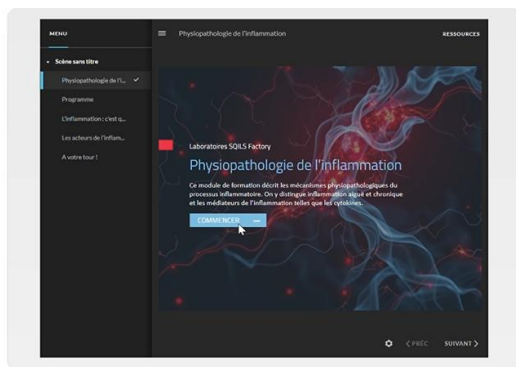 MENU
Physiopathologie de l'inflammation
RESSOURCES
Scène sans titre
Physiopathologie de l'i...
Programme
L'inflammation : c'est q...
Les acteurs de l'inflam...
A votre tour !
Laboratoires SQILS Factory
Physiopathologie de l'inflammation
Ce module de formation décrit les mécanismes physiopathologiques du
processus inflammatoire. On y distingue inflammation aiguë et chronique
et les médiateurs de l'inflammation telles que les cytokines.
COMMENCER
PRÉC
SUIVANT